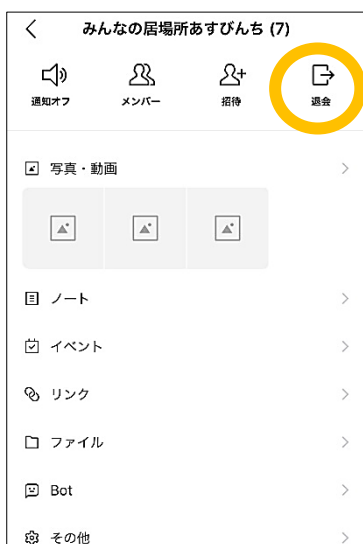 みんなの居場所あすびんち (7)
通知オフ メンバー 招待 退会
写真・動画
ノート
イベント
リンク
ファイル
Bot
その他